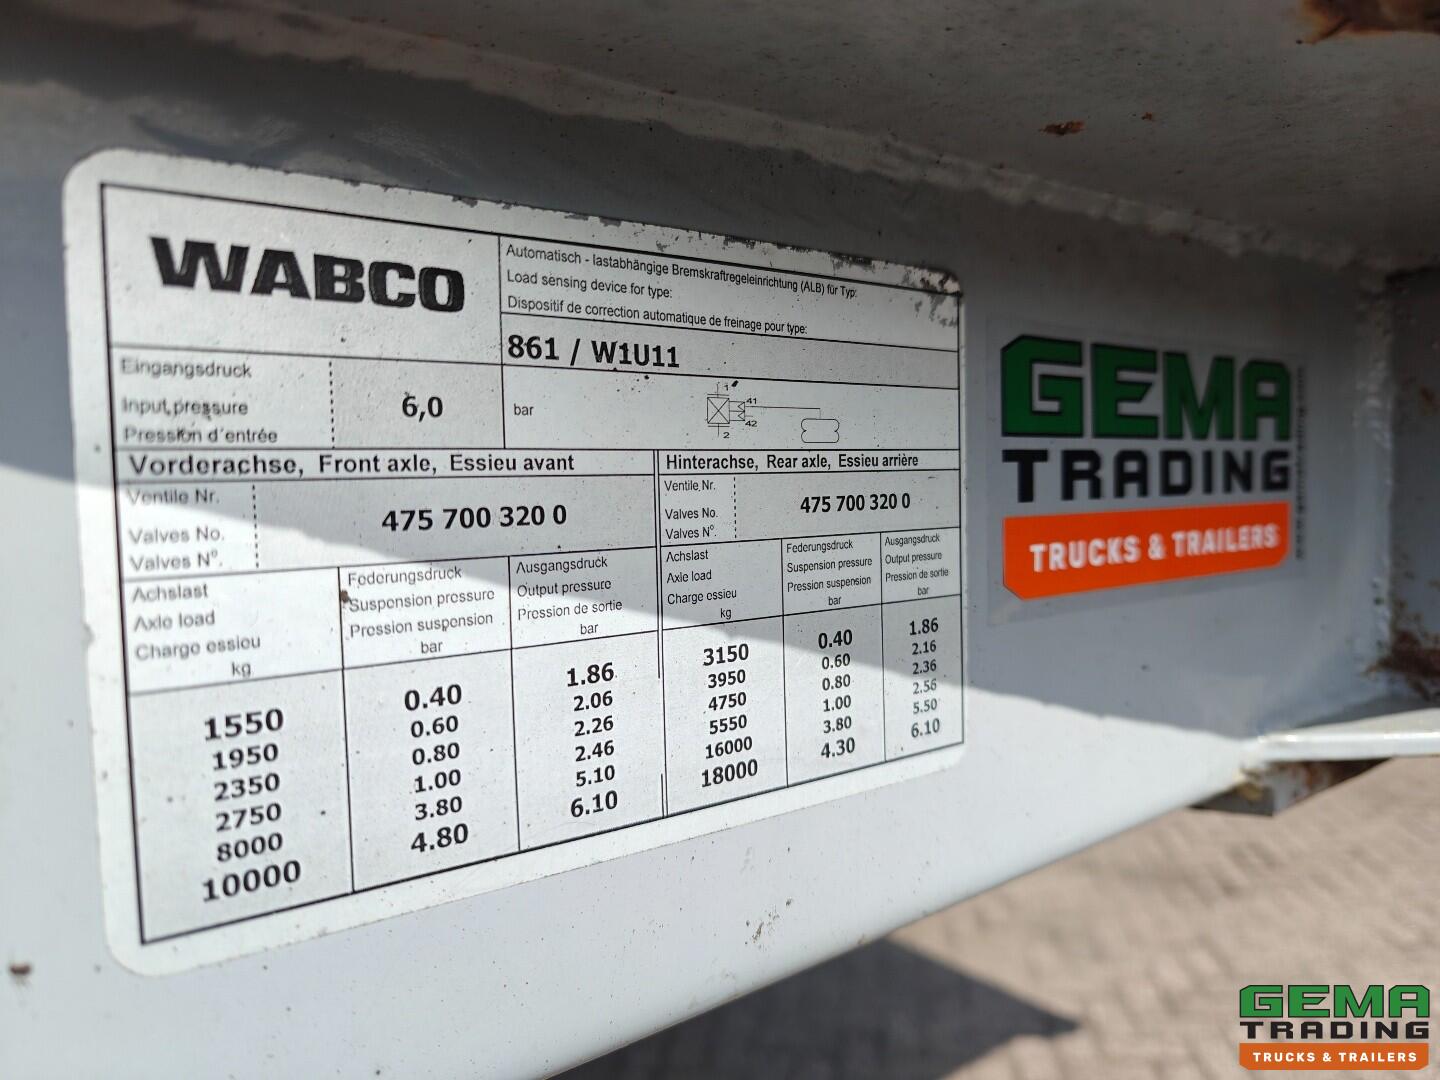 WABCO
Automatisch - lastabhängige Bremskraftregeleinrichtung (ALB) für Typ:
Load sensing device for type:
Dispositif de correction automatique de freinage pour type:
861 / W1U11
Eingangsdruck
Input pressure
Pression d'entrée
6,0
bar
1
41
42
2
Vorderachse, Front axle, Essieu avant
Ventile Nr.
Valves No.
Valves N°.
475 700 320 0
Achslast
Axle load
Charge essieu
kg
Federungsdruck
Suspension pressure
Pression suspension
bar
Ausgangsdruck
Output pressure
Pression de sortie
bar
1550 0.40 1.86
1950 0.60 2.06
2350 0.80 2.26
2750 1.00 2.46
8000 3.80 5.10
10000 4.80 6.10
Hinterachse, Rear axle, Essieu arrière
Ventile Nr.
Valves No.
Valves N°.
475 700 320 0
Achslast
Axle load
Charge essieu
kg
Federungsdruck
Suspension pressure
Pression suspension
bar
Ausgangsdruck
Output pressure
Pression de sortie
bar
3150 0.40 1.86
3950 0.60 2.16
4750 0.80 2.36
5550 1.00 2.56
16000 3.80 5.50
18000 4.30 6.10
GEMA
TRADING
TRUCKS & TRAILERS
GEMA
TRADING
TRUCKS & TRAILERS